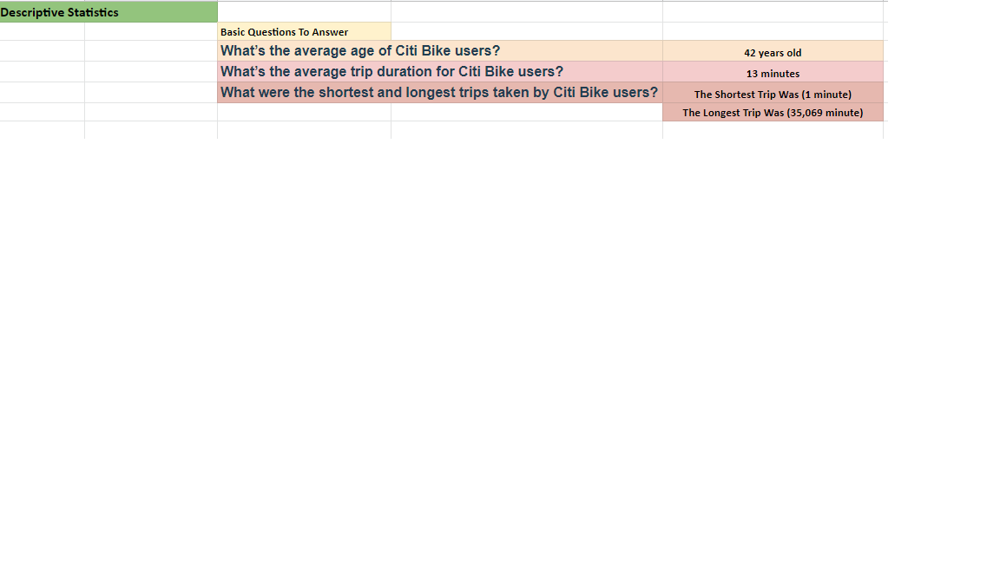 Descriptive Statistics
Basic Questions To Answer
What’s the average age of Citi Bike users?
42 years old
What’s the average trip duration for Citi Bike users?
13 minutes
What were the shortest and longest trips taken by Citi Bike users?
The Shortest Trip Was (1 minute)
The Longest Trip Was (35,069 minute)